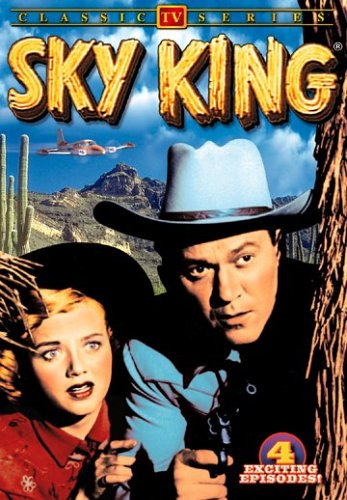 CLASSIC TV SERIES
SKY KING®
4
EXCITING
EPISODES!